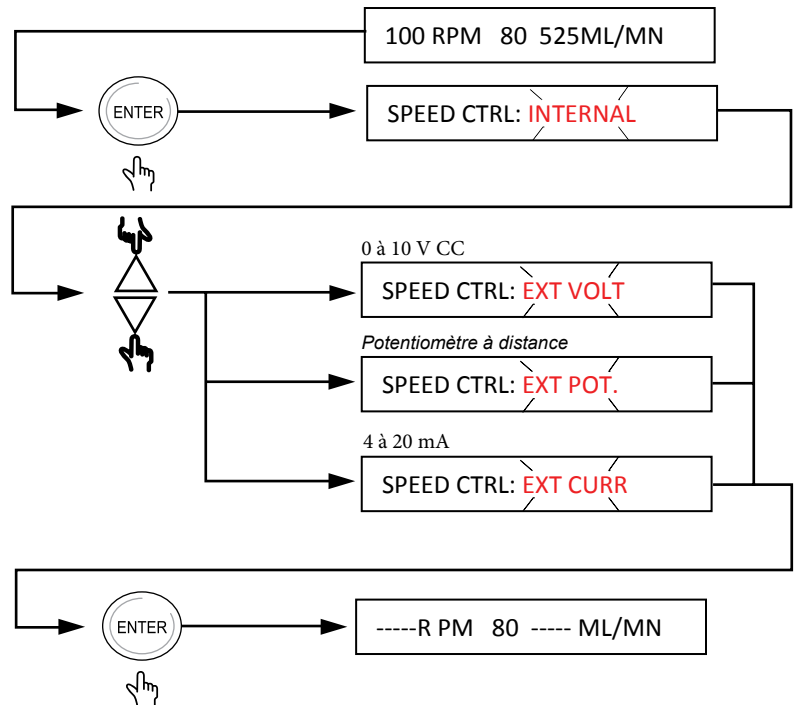 100 RPM 80 525ML/MN
ENTER
SPEED CTRL: INTERNAL
0 à 10 V CC
SPEED CTRL: EXT VOLT
Potentiomètre à distance
SPEED CTRL: EXT POT.
4 à 20 mA
SPEED CTRL: EXT CURR
ENTER
-----R PM 80 ----- ML/MN